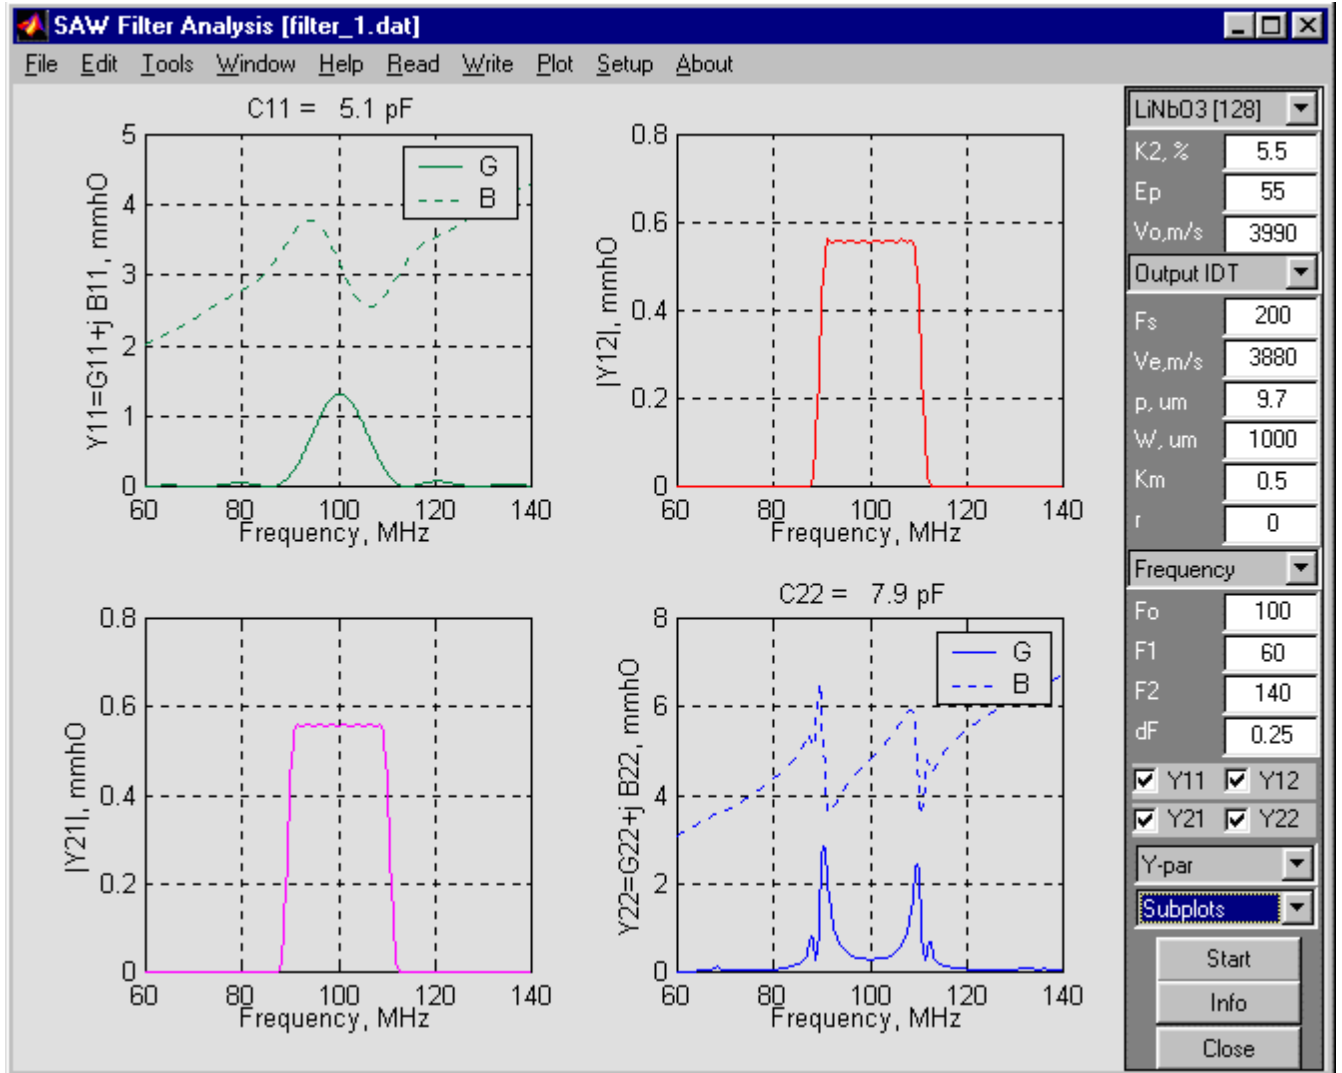 SAW Filter Analysis [filter_1.dat]
File Edit Tools Window Help Read Write Plot Setup About
C11 = 5.1 pF
Y11=G11+j B11, mmhO
5
4
3
2
1
0
G
B
60 80 100 120 140
Frequency, MHz
|Y12|, mmhO
0.8
0.6
0.4
0.2
0
60 80 100 120 140
Frequency, MHz
|Y21|, mmhO
0.8
0.6
0.4
0.2
0
60 80 100 120 140
Frequency, MHz
C22 = 7.9 pF
Y22=G22+j B22, mmhO
8
6
4
2
0
G
B
60 80 100 120 140
Frequency, MHz
LiNbO3 [128]
K2, % 5.5
Ep 55
Vo,m/s 3990
Output IDT
Fs 200
Ve,m/s 3880
p, um 9.7
W, um 1000
Km 0.5
r 0
Frequency
Fo 100
F1 60
F2 140
dF 0.25
Y11 Y12
Y21 Y22
Y-par
Subplots
Start
Info
Close